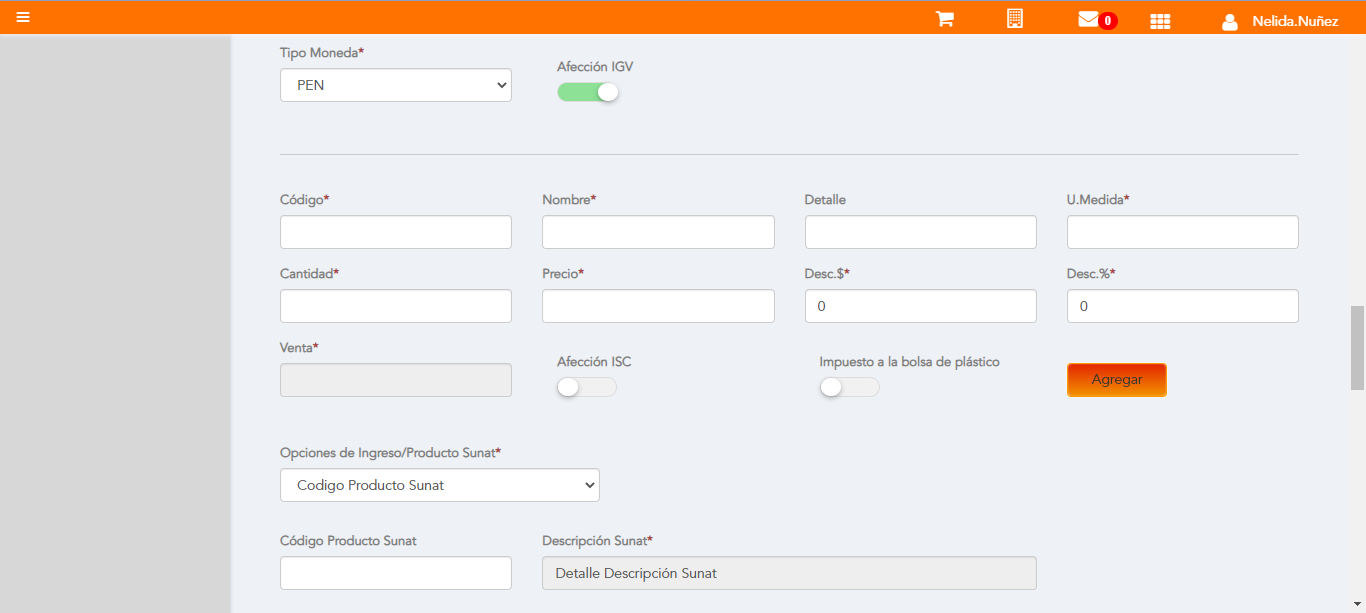 0 Nelida.Nuñez
Tipo Moneda* Afección IGV
PEN
Código* Nombre* Detalle U.Medida*
Cantidad* Precio* Desc.$* Desc.%*
0 0
Venta* Afección ISC Impuesto a la bolsa de plástico
Agregar
Opciones de Ingreso/Producto Sunat*
Codigo Producto Sunat
Código Producto Sunat Descripción Sunat*
Detalle Descripción Sunat